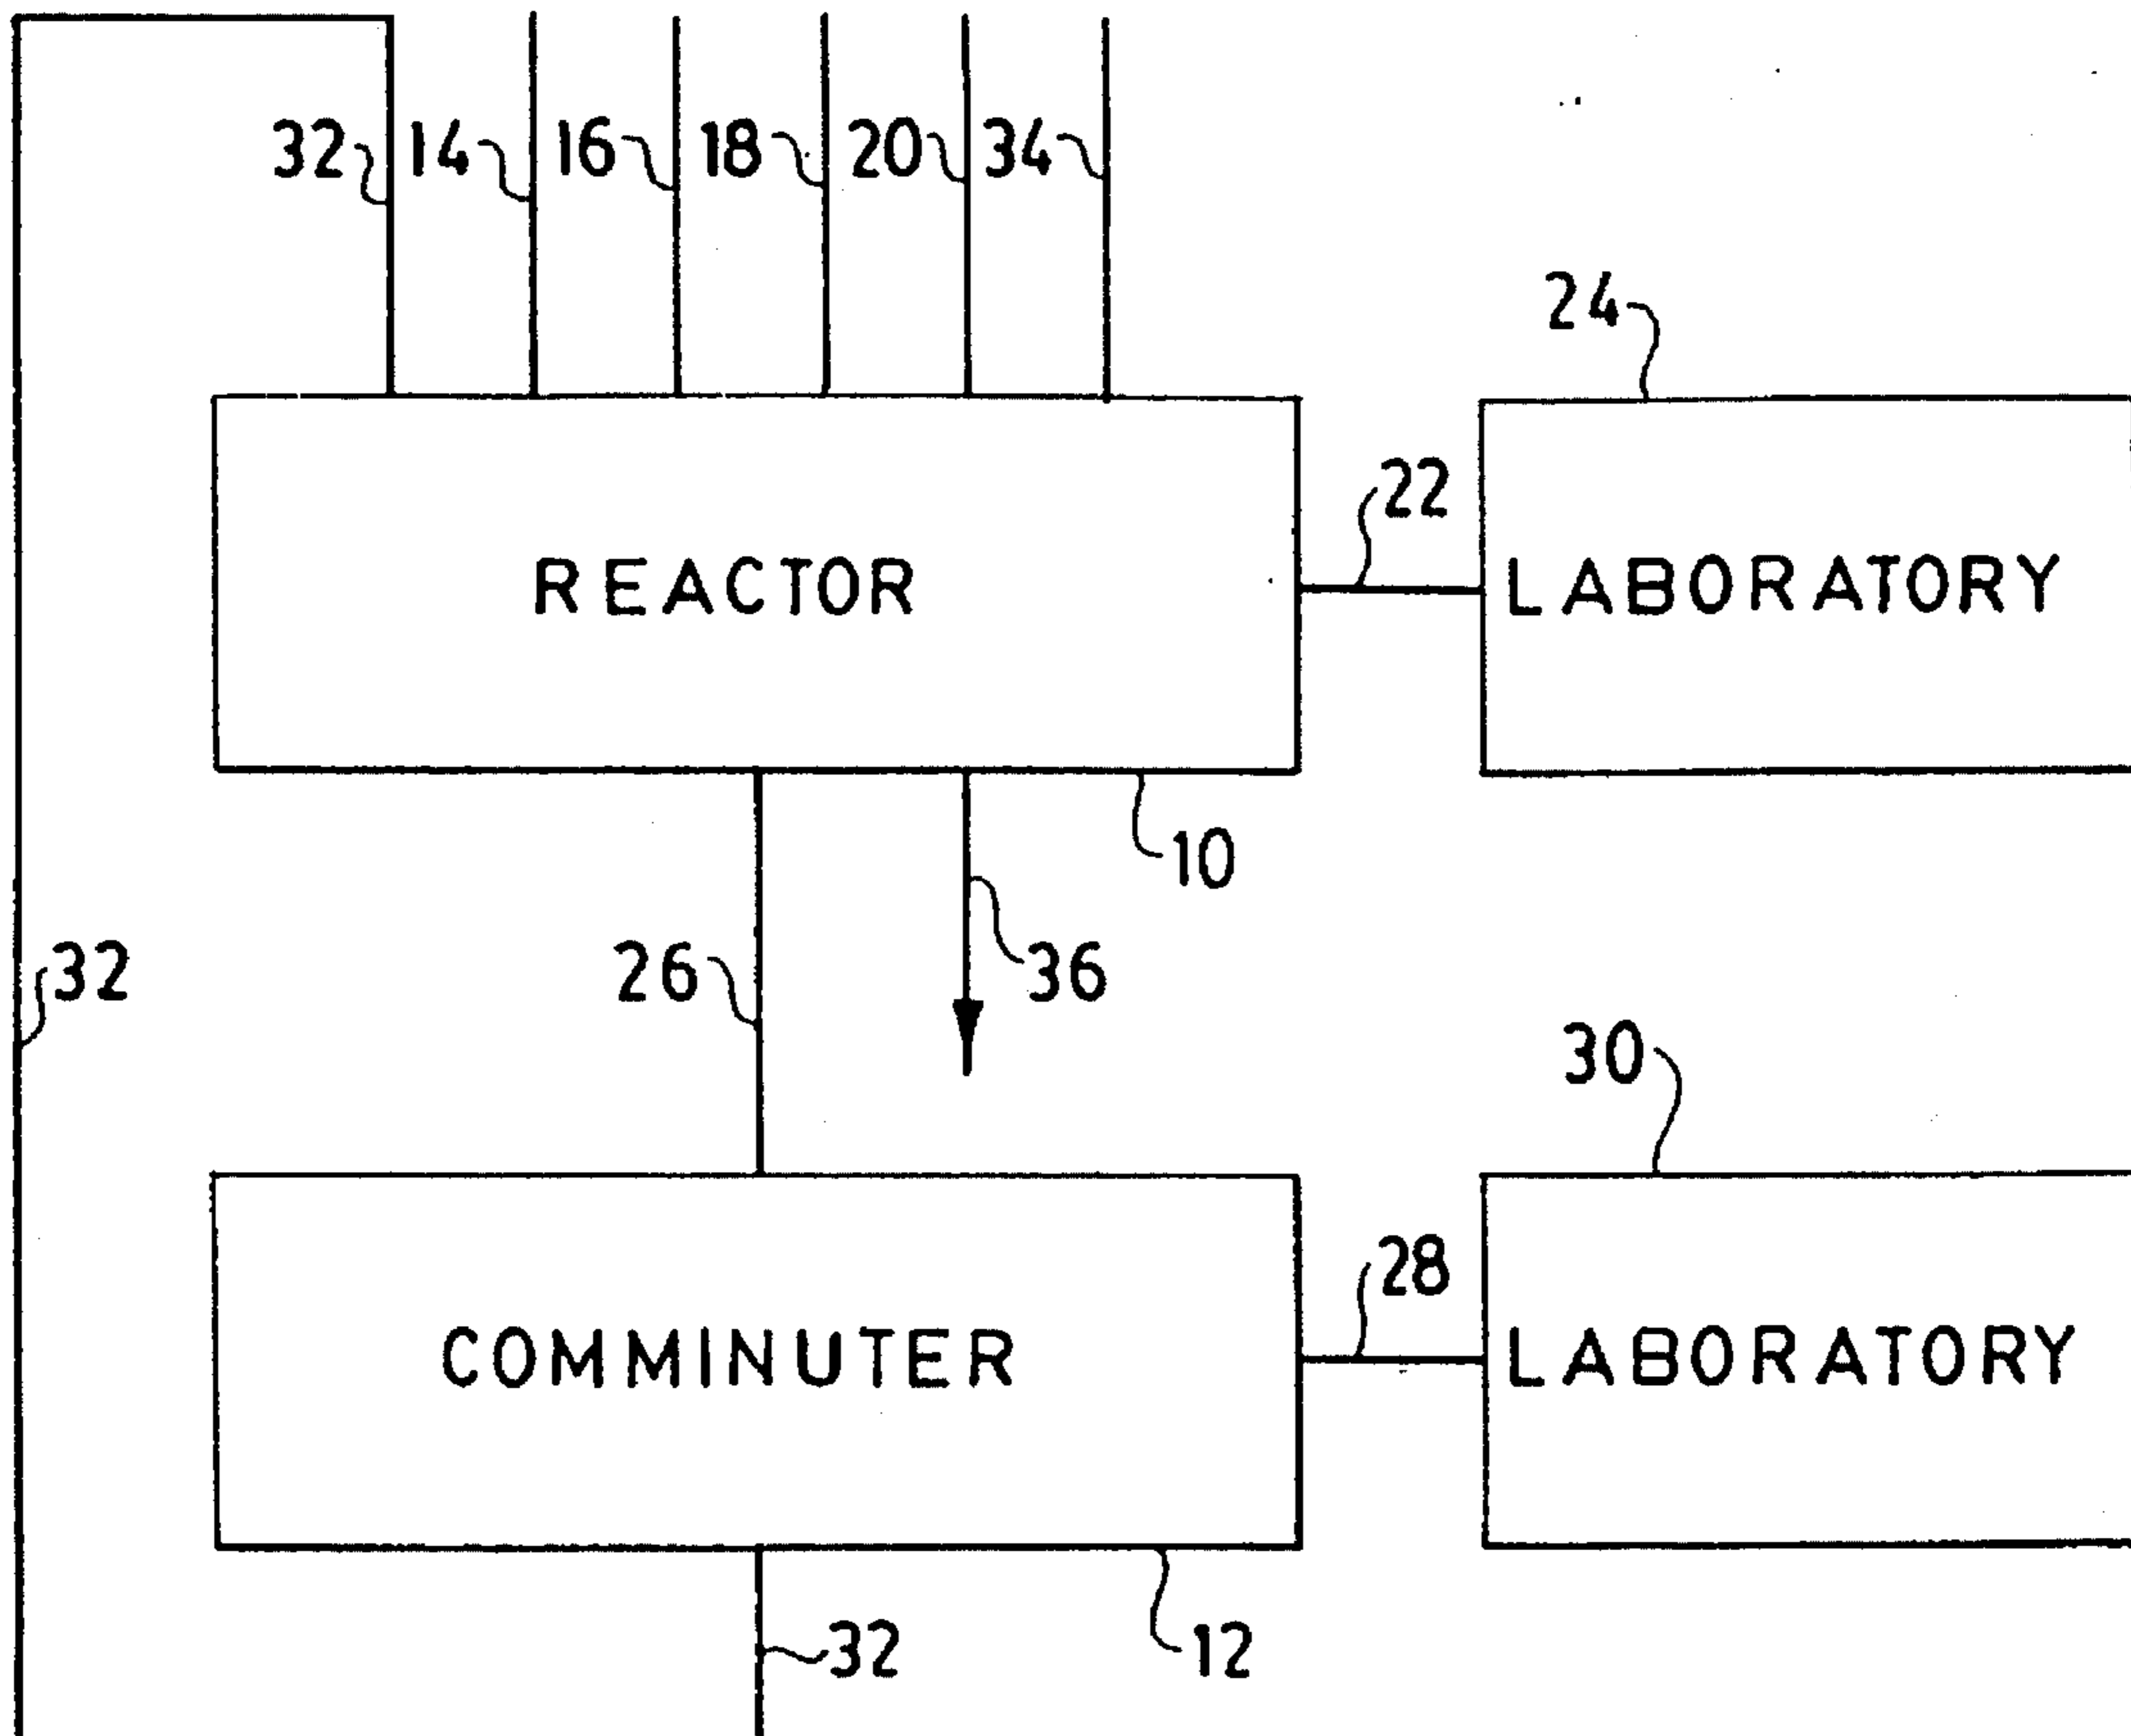 32 14 16 18 20 34
24
22
REACTOR LABORATORY
10
26 36
32
30
28
COMMINUTER LABORATORY
32 12